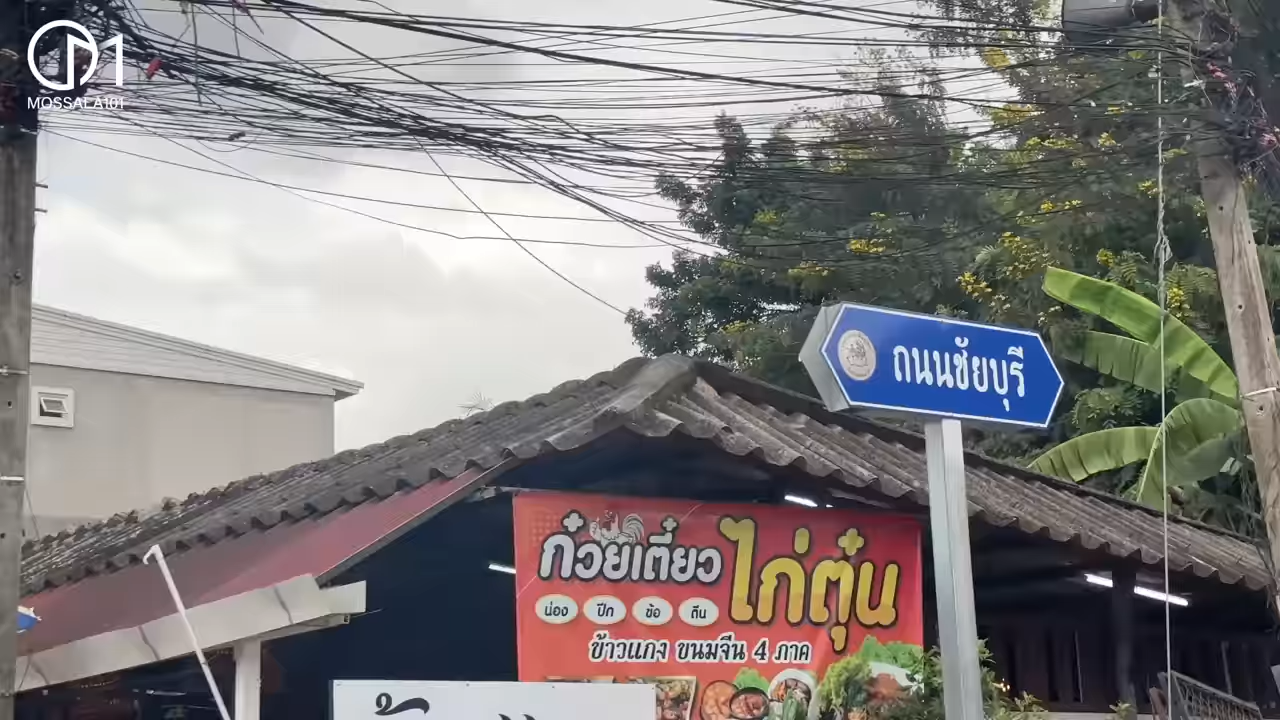 MOSSALA101
ถนนชัยบุรี
ก๋วยเตี๋ยว
ไก่ตุ๋น
น่อง ปีก ข้อ ตีน
ข้าวแกง ขนมจีน 4 ภาค